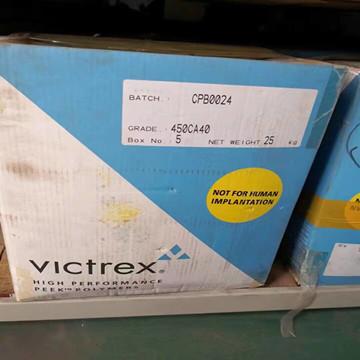 BATCH. : CPB0024
GRADE. : 450CA40
Box No : 5 NET WEIGHT 25 kg
NOT FOR HUMAN
IMPLANTATION
VICTREX
HIGH PERFORMANCE
PEEK™ POLYMERS